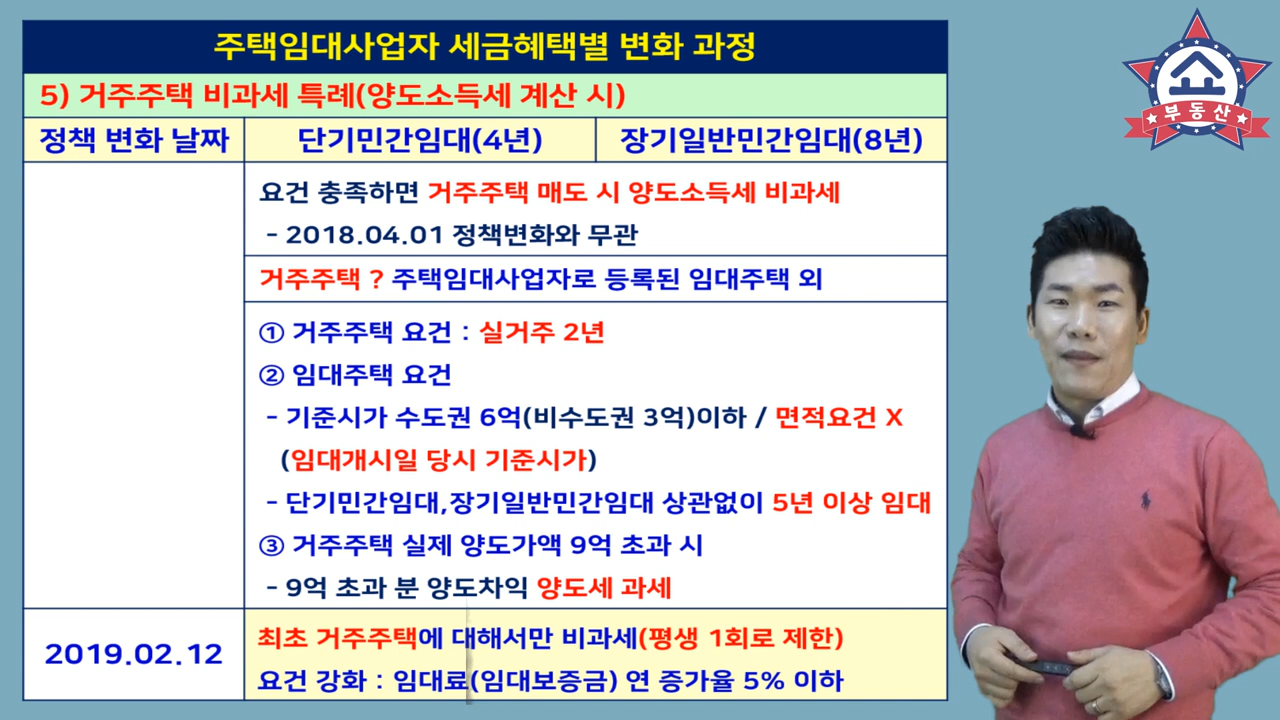 주택임대사업자 세금혜택별 변화 과정
5) 거주주택 비과세 특례(양도소득세 계산 시)
정책 변화 날짜 단기민간임대(4년) 장기일반민간임대(8년)
요건 충족하면 거주주택 매도 시 양도소득세 비과세
- 2018.04.01 정책변화와 무관
거주주택 ? 주택임대사업자로 등록된 임대주택 외
① 거주주택 요건 : 실거주 2년
② 임대주택 요건
- 기준시가 수도권 6억(비수도권 3억)이하 / 면적요건 X
(임대개시일 당시 기준시가)
- 단기민간임대,장기일반민간임대 상관없이 5년 이상 임대
③ 거주주택 실제 양도가액 9억 초과 시
- 9억 초과 분 양도차익 양도세 과세
2019.02.12
최초 거주주택에 대해서만 비과세(평생 1회로 제한)
요건 강화 : 임대료(임대보증금) 연 증가율 5% 이하
부동산